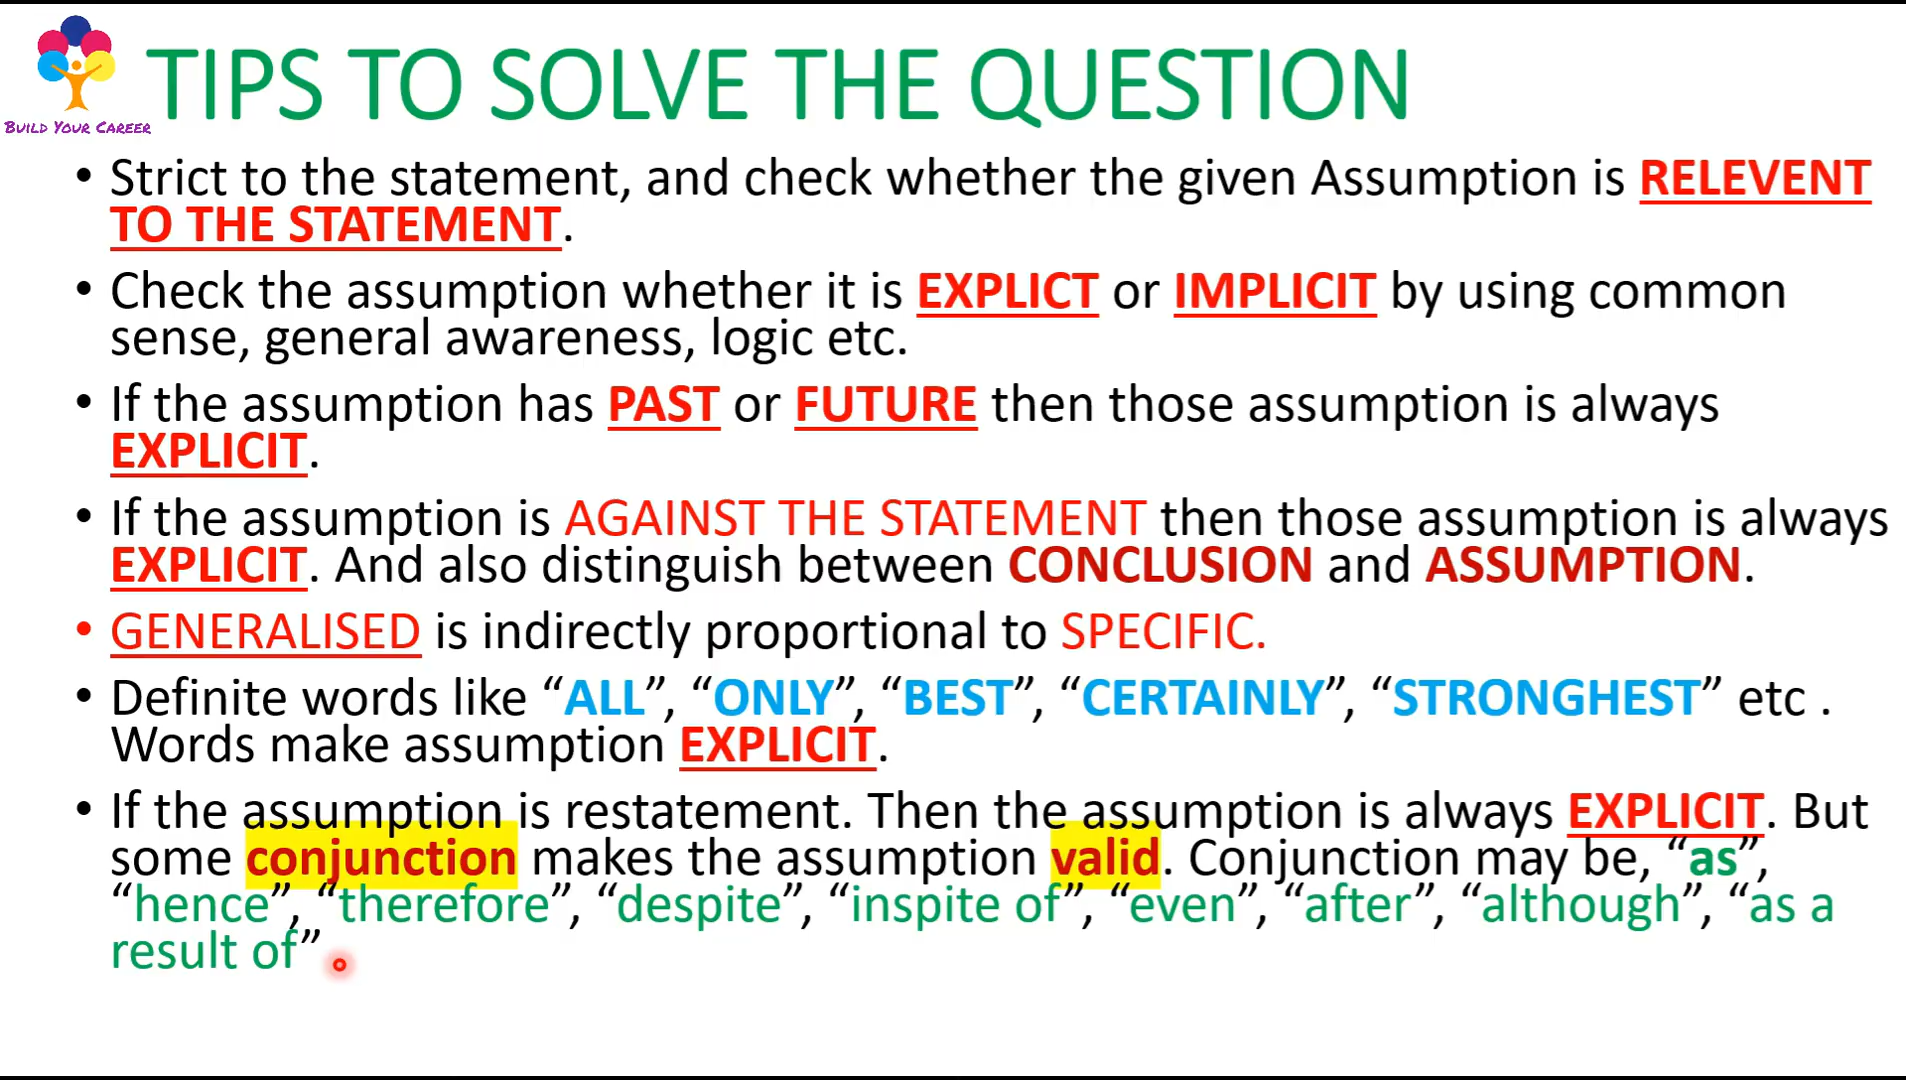 TIPS TO SOLVE THE QUESTION
BUILD YOUR CAREER
• Strict to the statement, and check whether the given Assumption is RELEVENT
TO THE STATEMENT.
• Check the assumption whether it is EXPLICT or IMPLICIT by using common
sense, general awareness, logic etc.
• If the assumption has PAST or FUTURE then those assumption is always
EXPLICIT.
• If the assumption is AGAINST THE STATEMENT then those assumption is always
EXPLICIT. And also distinguish between CONCLUSION and ASSUMPTION.
• GENERALISED is indirectly proportional to SPECIFIC.
• Definite words like “ALL”, “ONLY”, “BEST”, “CERTAINLY”, “STRONGHEST” etc .
Words make assumption EXPLICIT.
• If the assumption is restatement. Then the assumption is always EXPLICIT. But
some conjunction makes the assumption valid. Conjunction may be, “as”,
“hence”, “therefore”, “despite”, “inspite of”, “even”, “after”, “although”, “as a
result of”